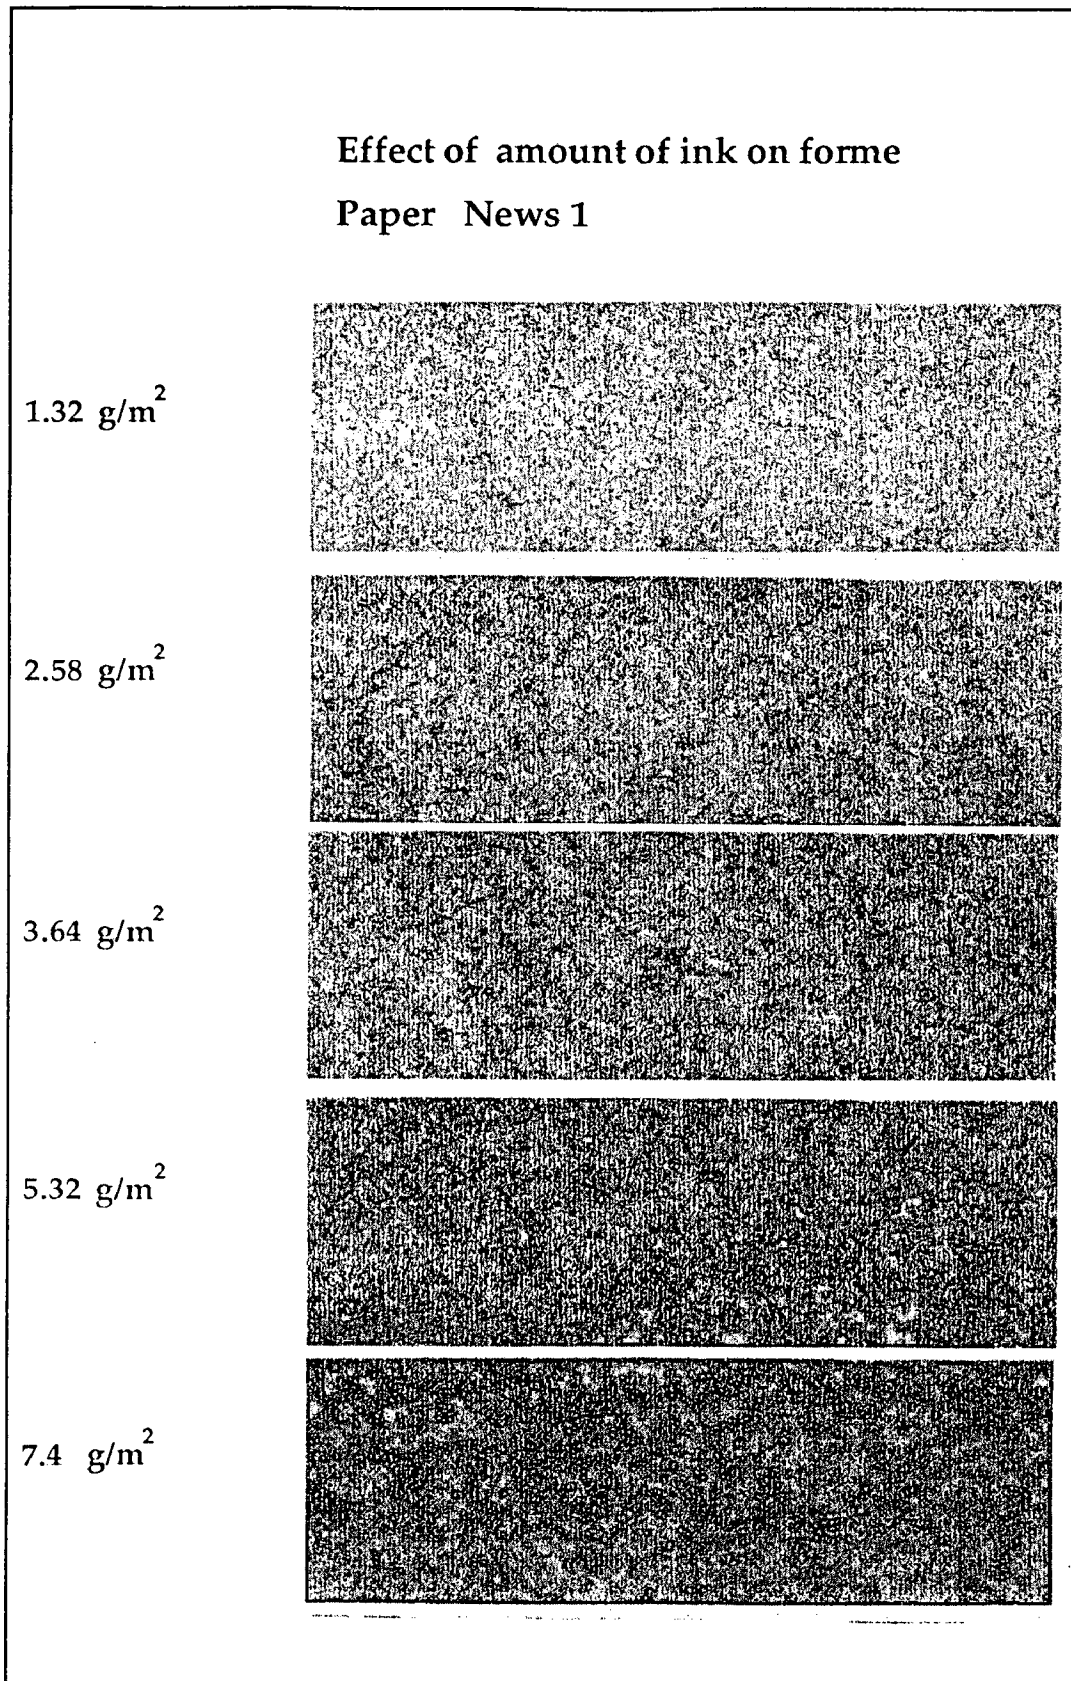 Effect of amount of ink on forme
Paper News 1
1.32 g/m²
2.58 g/m²
3.64 g/m²
5.32 g/m²
7.4 g/m²